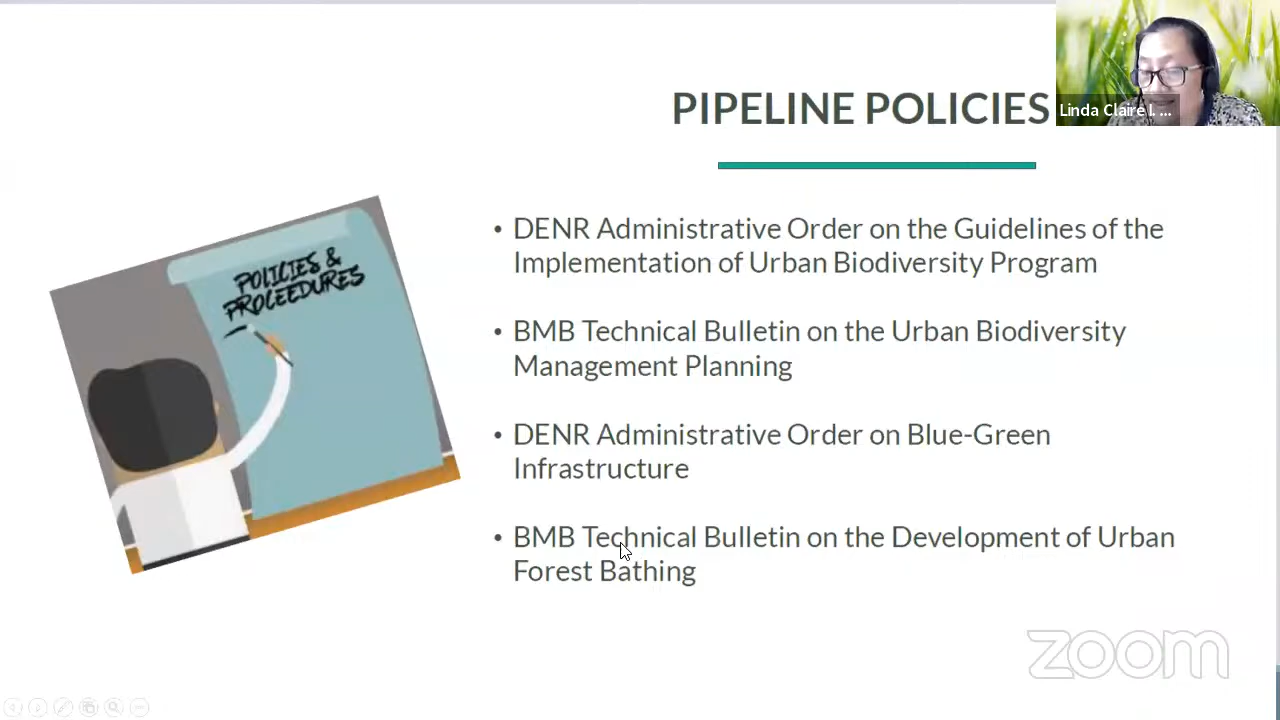 PIPELINE POLICIES
Linda Claire I. ...
POLICIES &
PROCEEDURES
• DENR Administrative Order on the Guidelines of the
Implementation of Urban Biodiversity Program
• BMB Technical Bulletin on the Urban Biodiversity
Management Planning
• DENR Administrative Order on Blue-Green
Infrastructure
• BMB Technical Bulletin on the Development of Urban
Forest Bathing
zoom